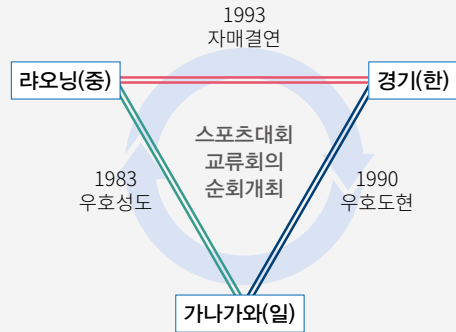 1993
자매결연
랴오닝(중)
경기(한)
스포츠대회
교류회의
순회개최
1983
우호성도
1990
우호도현
가나가와(일)